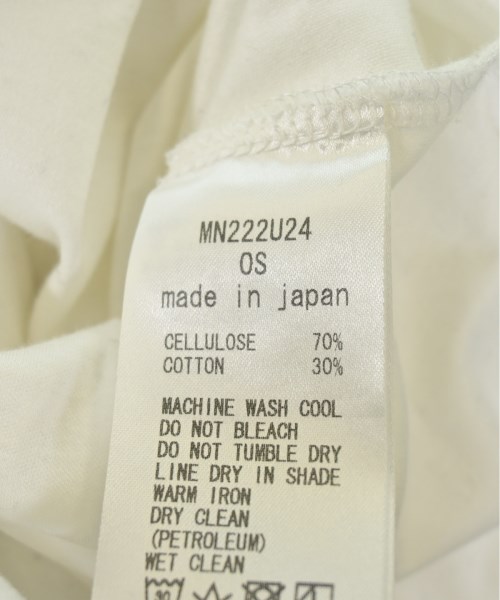 MN222U24
OS
made in japan
CELLULOSE 70%
COTTON 30%
MACHINE WASH COOL
DO NOT BLEACH
DO NOT TUMBLE DRY
LINE DRY IN SHADE
WARM IRON
DRY CLEAN
(PETROLEUM)
WET CLEAN
30